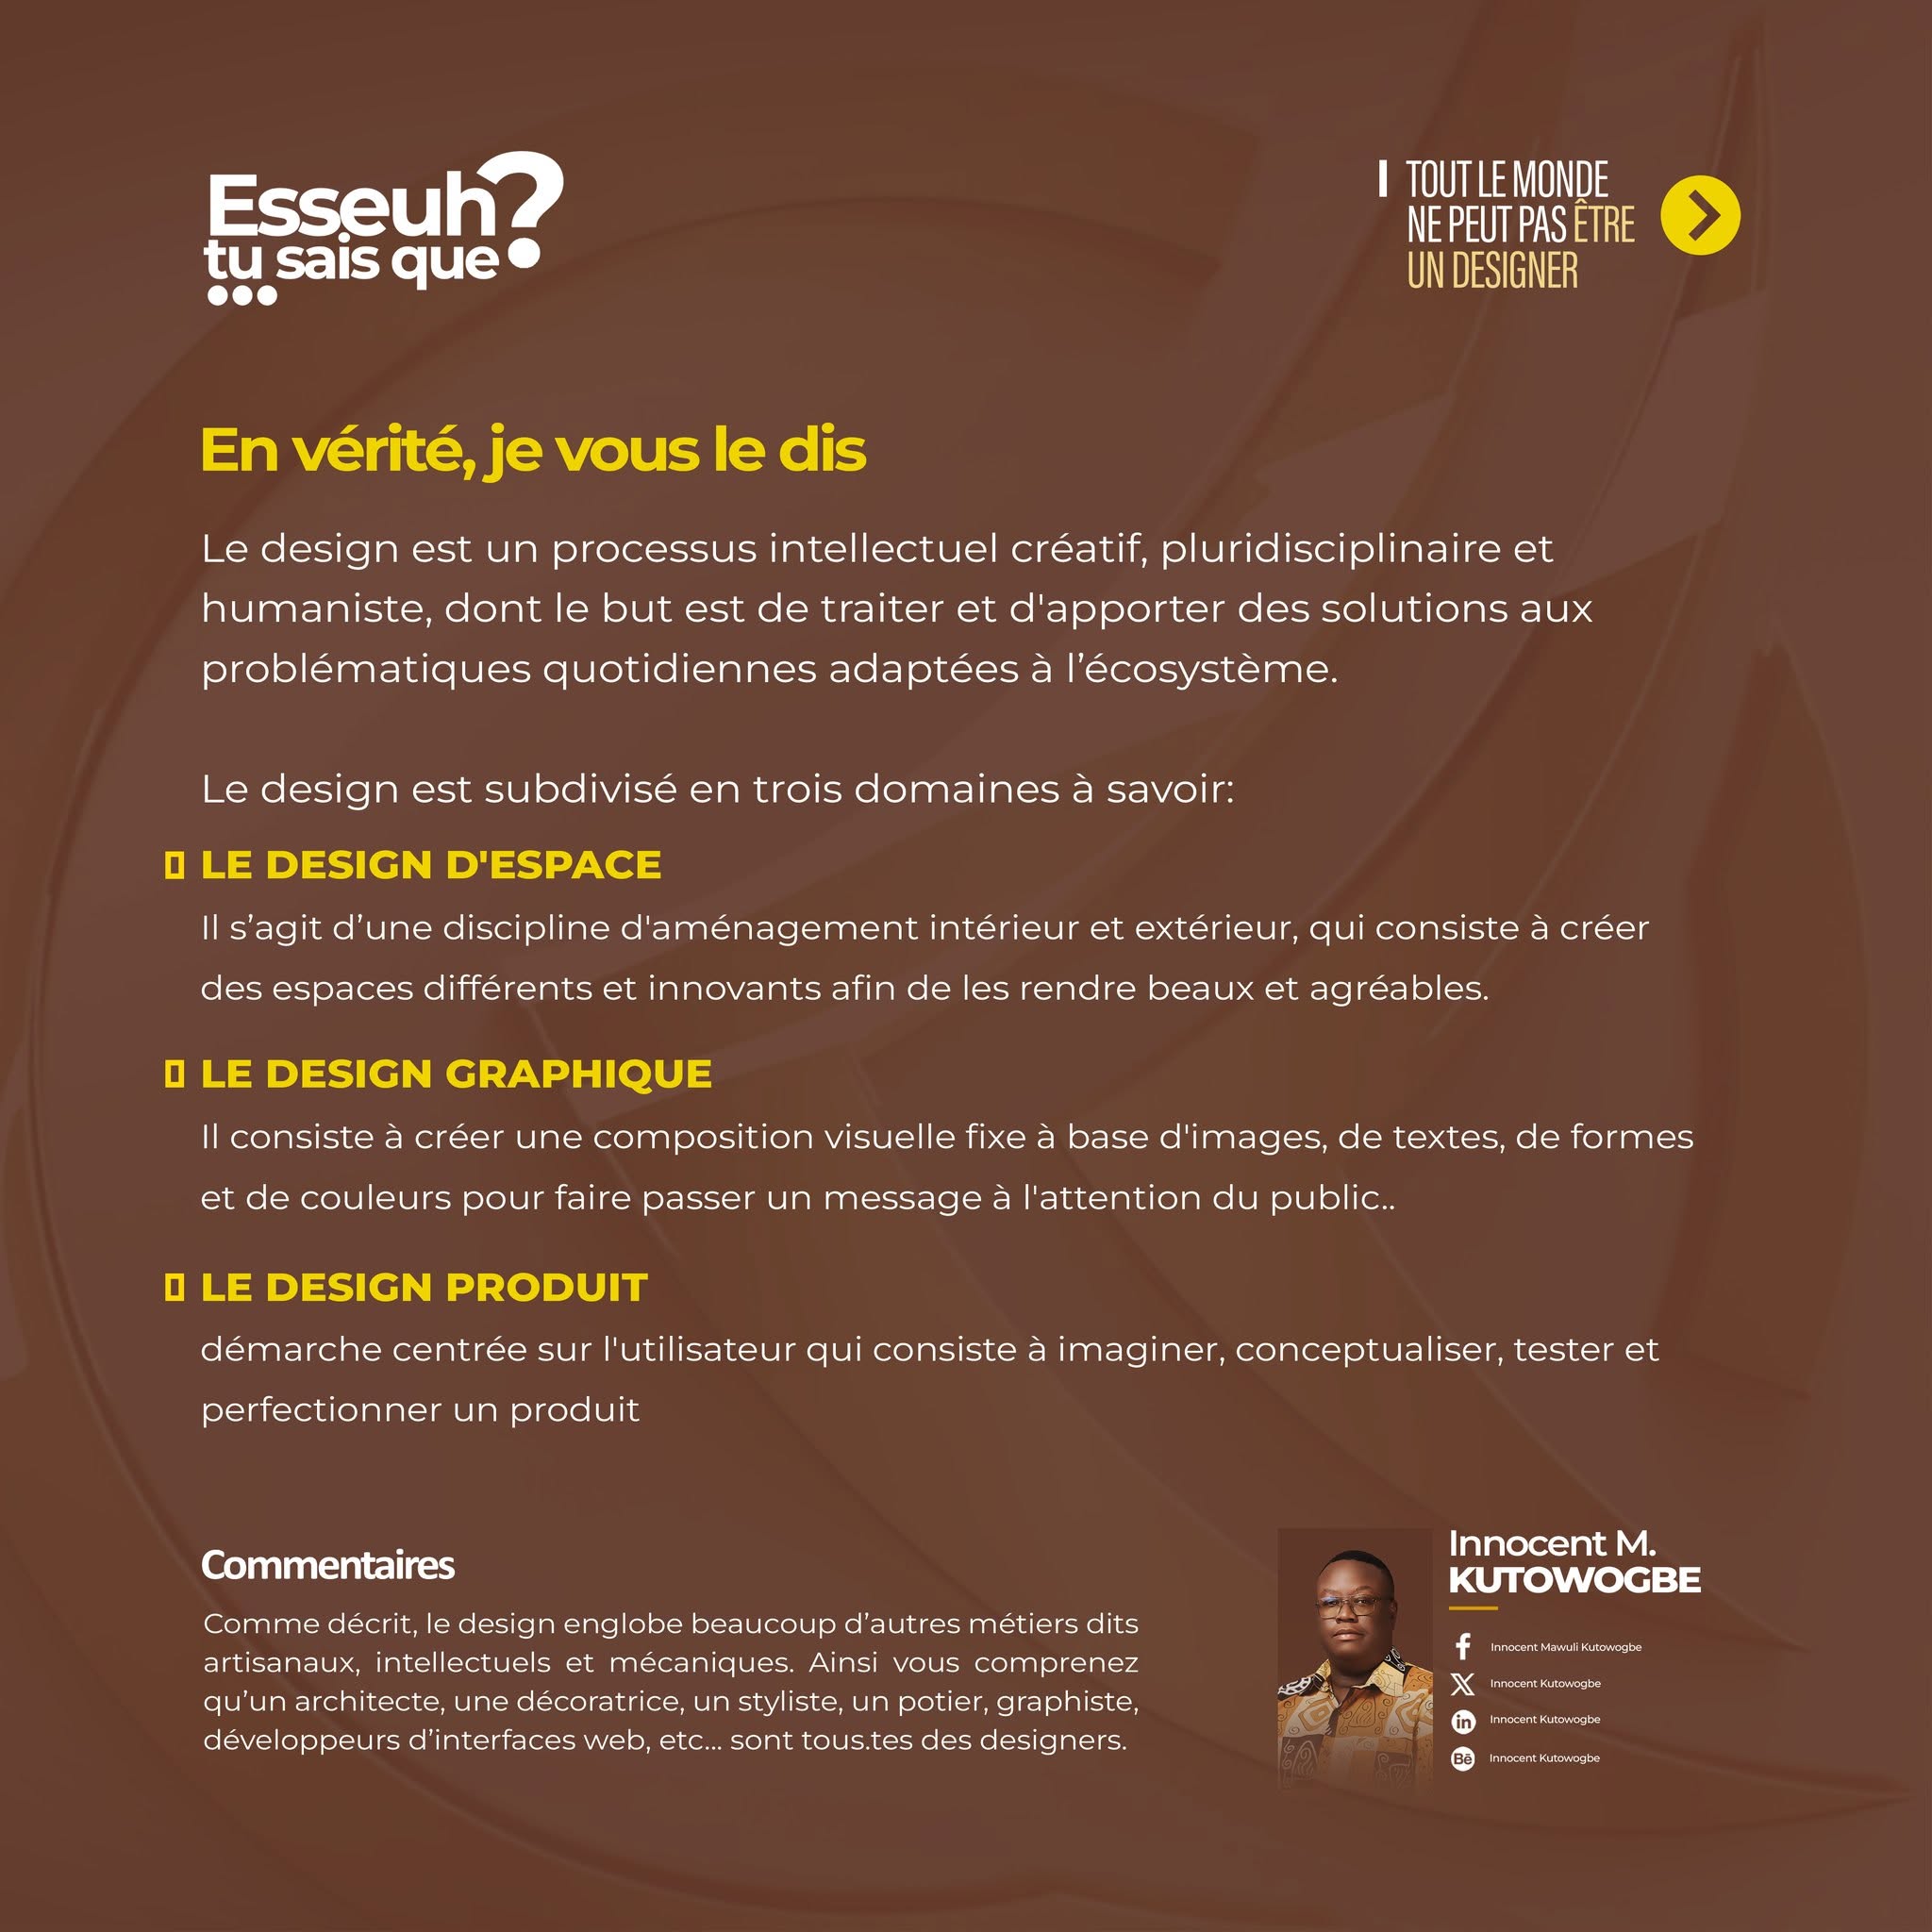 Esseuh?
tu sais que
...
TOUT LE MONDE
NE PEUT PAS ÊTRE
UN DESIGNER
En vérité, je vous le dis
Le design est un processus intellectuel créatif, pluridisciplinaire et
humaniste, dont le but est de traiter et d'apporter des solutions aux
problématiques quotidiennes adaptées à l’écosystème.
Le design est subdivisé en trois domaines à savoir:
LE DESIGN D'ESPACE
Il s’agit d’une discipline d'aménagement intérieur et extérieur, qui consiste à créer
des espaces différents et innovants afin de les rendre beaux et agréables.
LE DESIGN GRAPHIQUE
Il consiste à créer une composition visuelle fixe à base d'images, de textes, de formes
et de couleurs pour faire passer un message à l'attention du public..
LE DESIGN PRODUIT
démarche centrée sur l'utilisateur qui consiste à imaginer, conceptualiser, tester et
perfectionner un produit
Commentaires
Comme décrit, le design englobe beaucoup d’autres métiers dits
artisanaux, intellectuels et mécaniques. Ainsi vous comprenez
qu’un architecte, une décoratrice, un styliste, un potier, graphiste,
développeurs d’interfaces web, etc... sont tous.tes des designers.
Innocent M.
KUTOWOGBE
Innocent Mawuli Kutowogbe
Innocent Kutowogbe
in Innocent Kutowogbe
Bē Innocent Kutowogbe